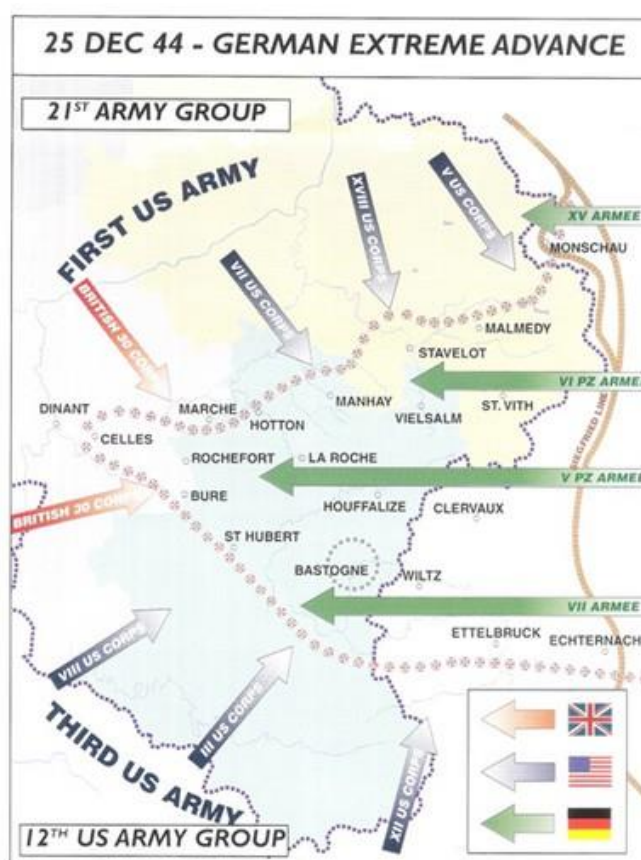 25 DEC 44 - GERMAN EXTREME ADVANCE
21ST ARMY GROUP
FIRST US ARMY
XVIII US CORPS
V US CORPS
XV ARMEE
MONSCHAU
VII US CORPS
BRITISH 30 CORPS
MALMEDY
STAVELOT
VI PZ ARMEE
MANHAY
VIELSALM
ST. VITH
SIEGFRIED LINE
DINANT
MARCHE
HOTTON
CELLES
ROCHEFORT
LA ROCHE
V PZ ARMEE
BURE
HOUFFALIZE
CLERVAUX
BRITISH 30 CORPS
ST HUBERT
BASTOGNE
WILTZ
VII ARMEE
ETTELBRUCK
ECHTERNACH
VIII US CORPS
III US CORPS
XII US CORPS
THIRD US ARMY
12TH US ARMY GROUP